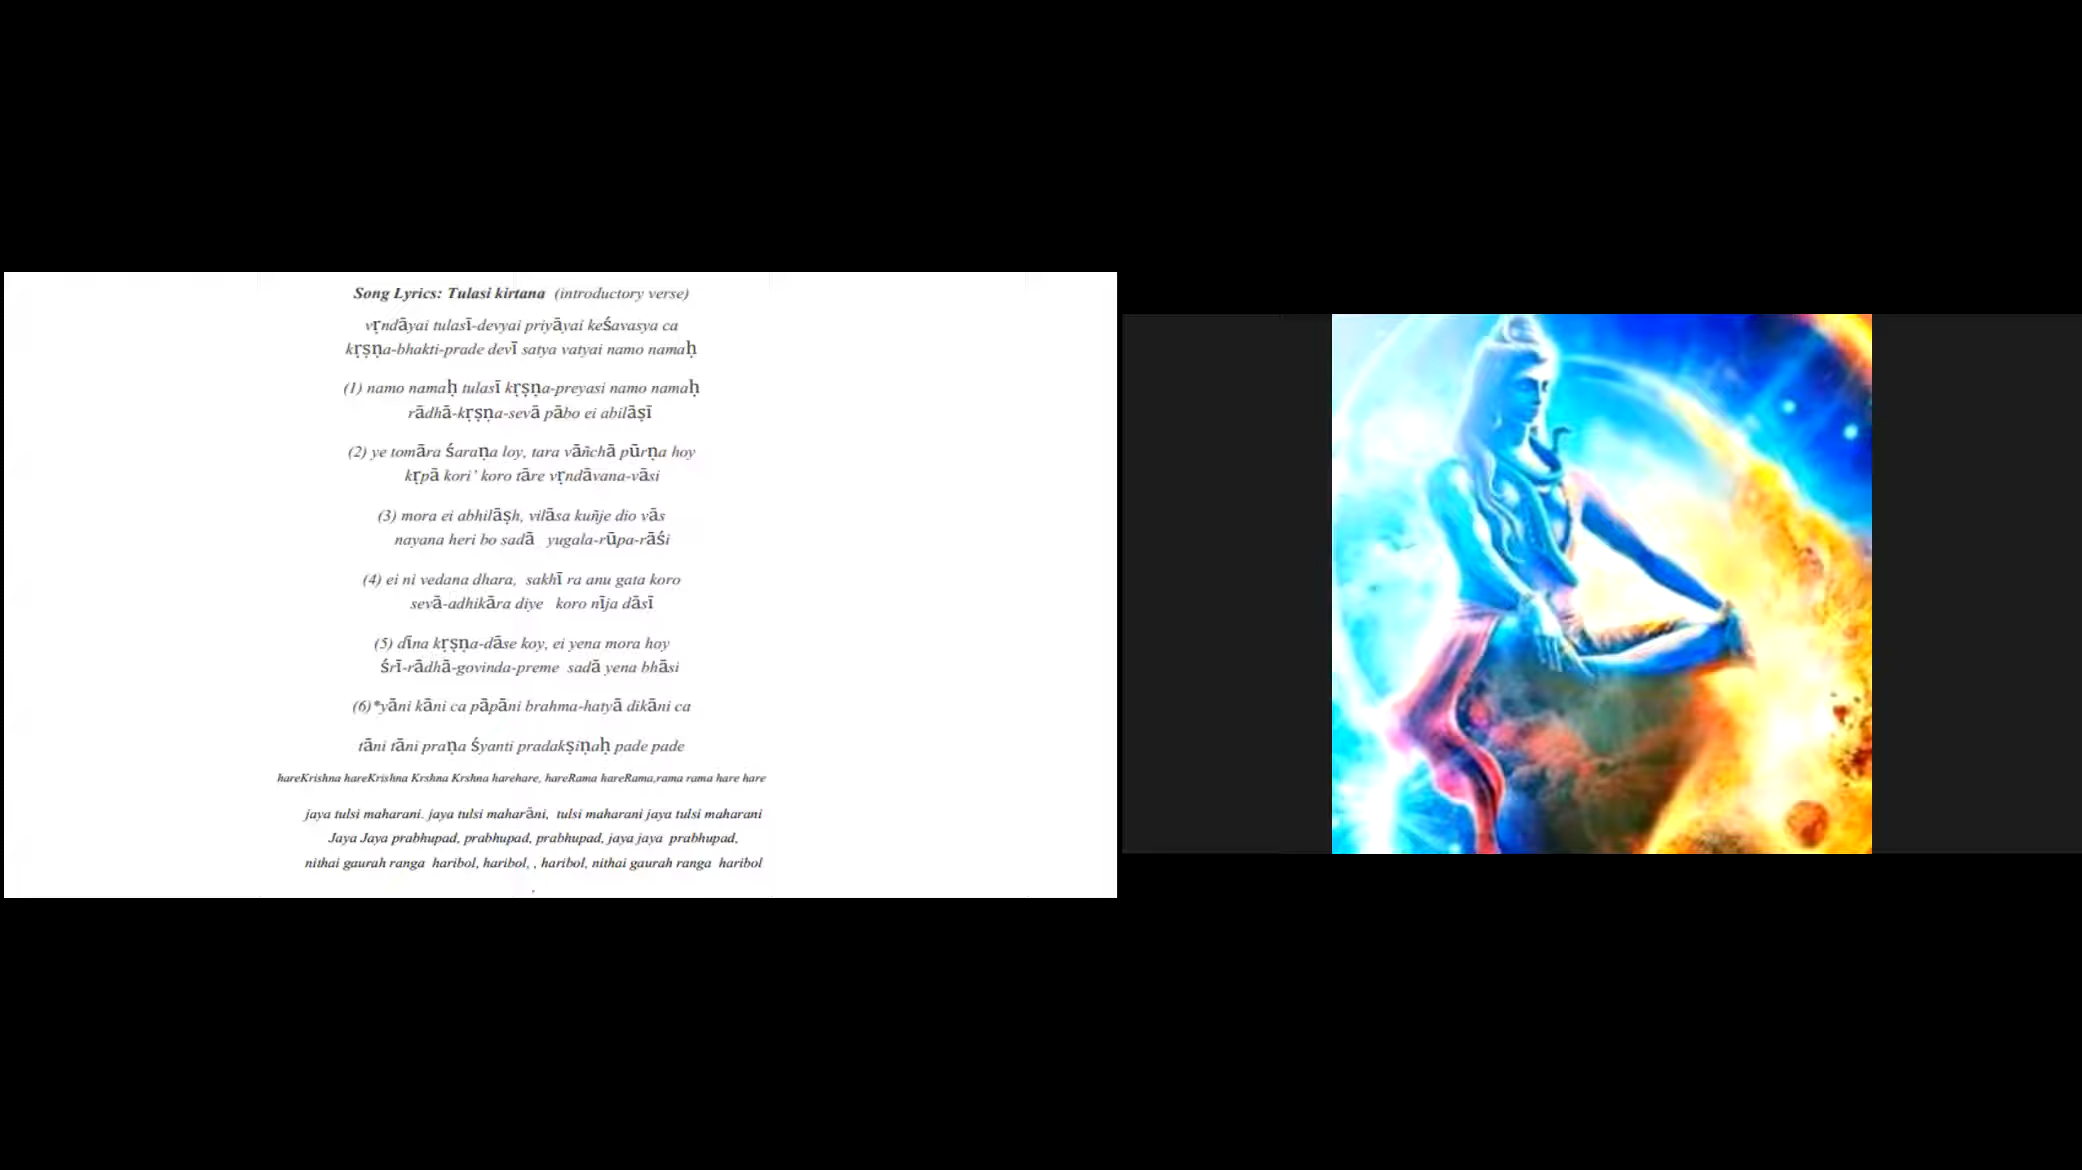 Song Lyrics: Tulasi kirtana (introductory verse)
vṛndāyai tulasī-devyai priyāyai keśavasya ca
kṛṣṇa-bhakti-prade devī satya vatyai namo namaḥ
(1) namo namaḥ tulasī kṛṣṇa-preyasi namo namaḥ
rādhā-kṛṣṇa-sevā pābo ei abilāṣī
(2) ye tomāra śaraṇa loy, tara vāñchā pūrṇa hoy
kṛpā kori' koro tāre vṛndāvana-vāsi
(3) mora ei abhilāṣh, vilāsa kuñje dio vās
nayana heri bo sadā yugala-rūpa-rāśi
(4) ei ni vedana dhara, sakhī ra anu gata koro
sevā-adhikāra diye koro nīja dāsī
(5) dīna kṛṣṇa-dāse koy, ei yena mora hoy
śrī-rādhā-govinda-preme sadā yena bhāsi
(6)*yāni kāni ca pāpāni brahma-hatyā dikāni ca
tāni tāni praṇa śyanti pradakṣiṇaḥ pade pade
hareKrishna hareKrishna Krshna Krshna harehare, hareRama hareRama,rama rama hare hare
jaya tulsi maharani. jaya tulsi maharāni, tulsi maharani jaya tulsi maharani
Jaya Jaya prabhupad, prabhupad, prabhupad, jaya jaya prabhupad,
nithai gaurah ranga haribol, haribol, , haribol, nithai gaurah ranga haribol
,